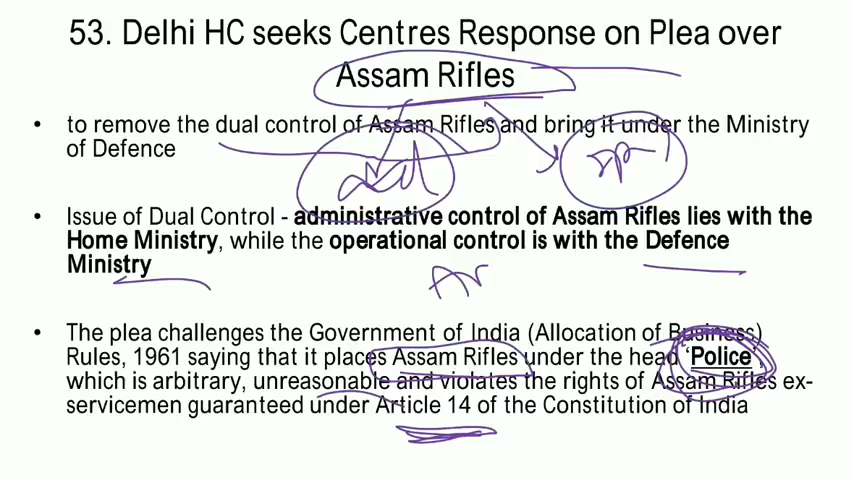 53. Delhi HC seeks Centres Response on Plea over
Assam Rifles
• to remove the dual control of Assam Rifles and bring it under the Ministry
of Defence
• Issue of Dual Control - administrative control of Assam Rifles lies with the
Home Ministry, while the operational control is with the Defence
Ministry
• The plea challenges the Government of India (Allocation of Business)
Rules, 1961 saying that it places Assam Rifles under the head 'Police'
which is arbitrary, unreasonable and violates the rights of Assam Rifles ex-
servicemen guaranteed under Article 14 of the Constitution of India